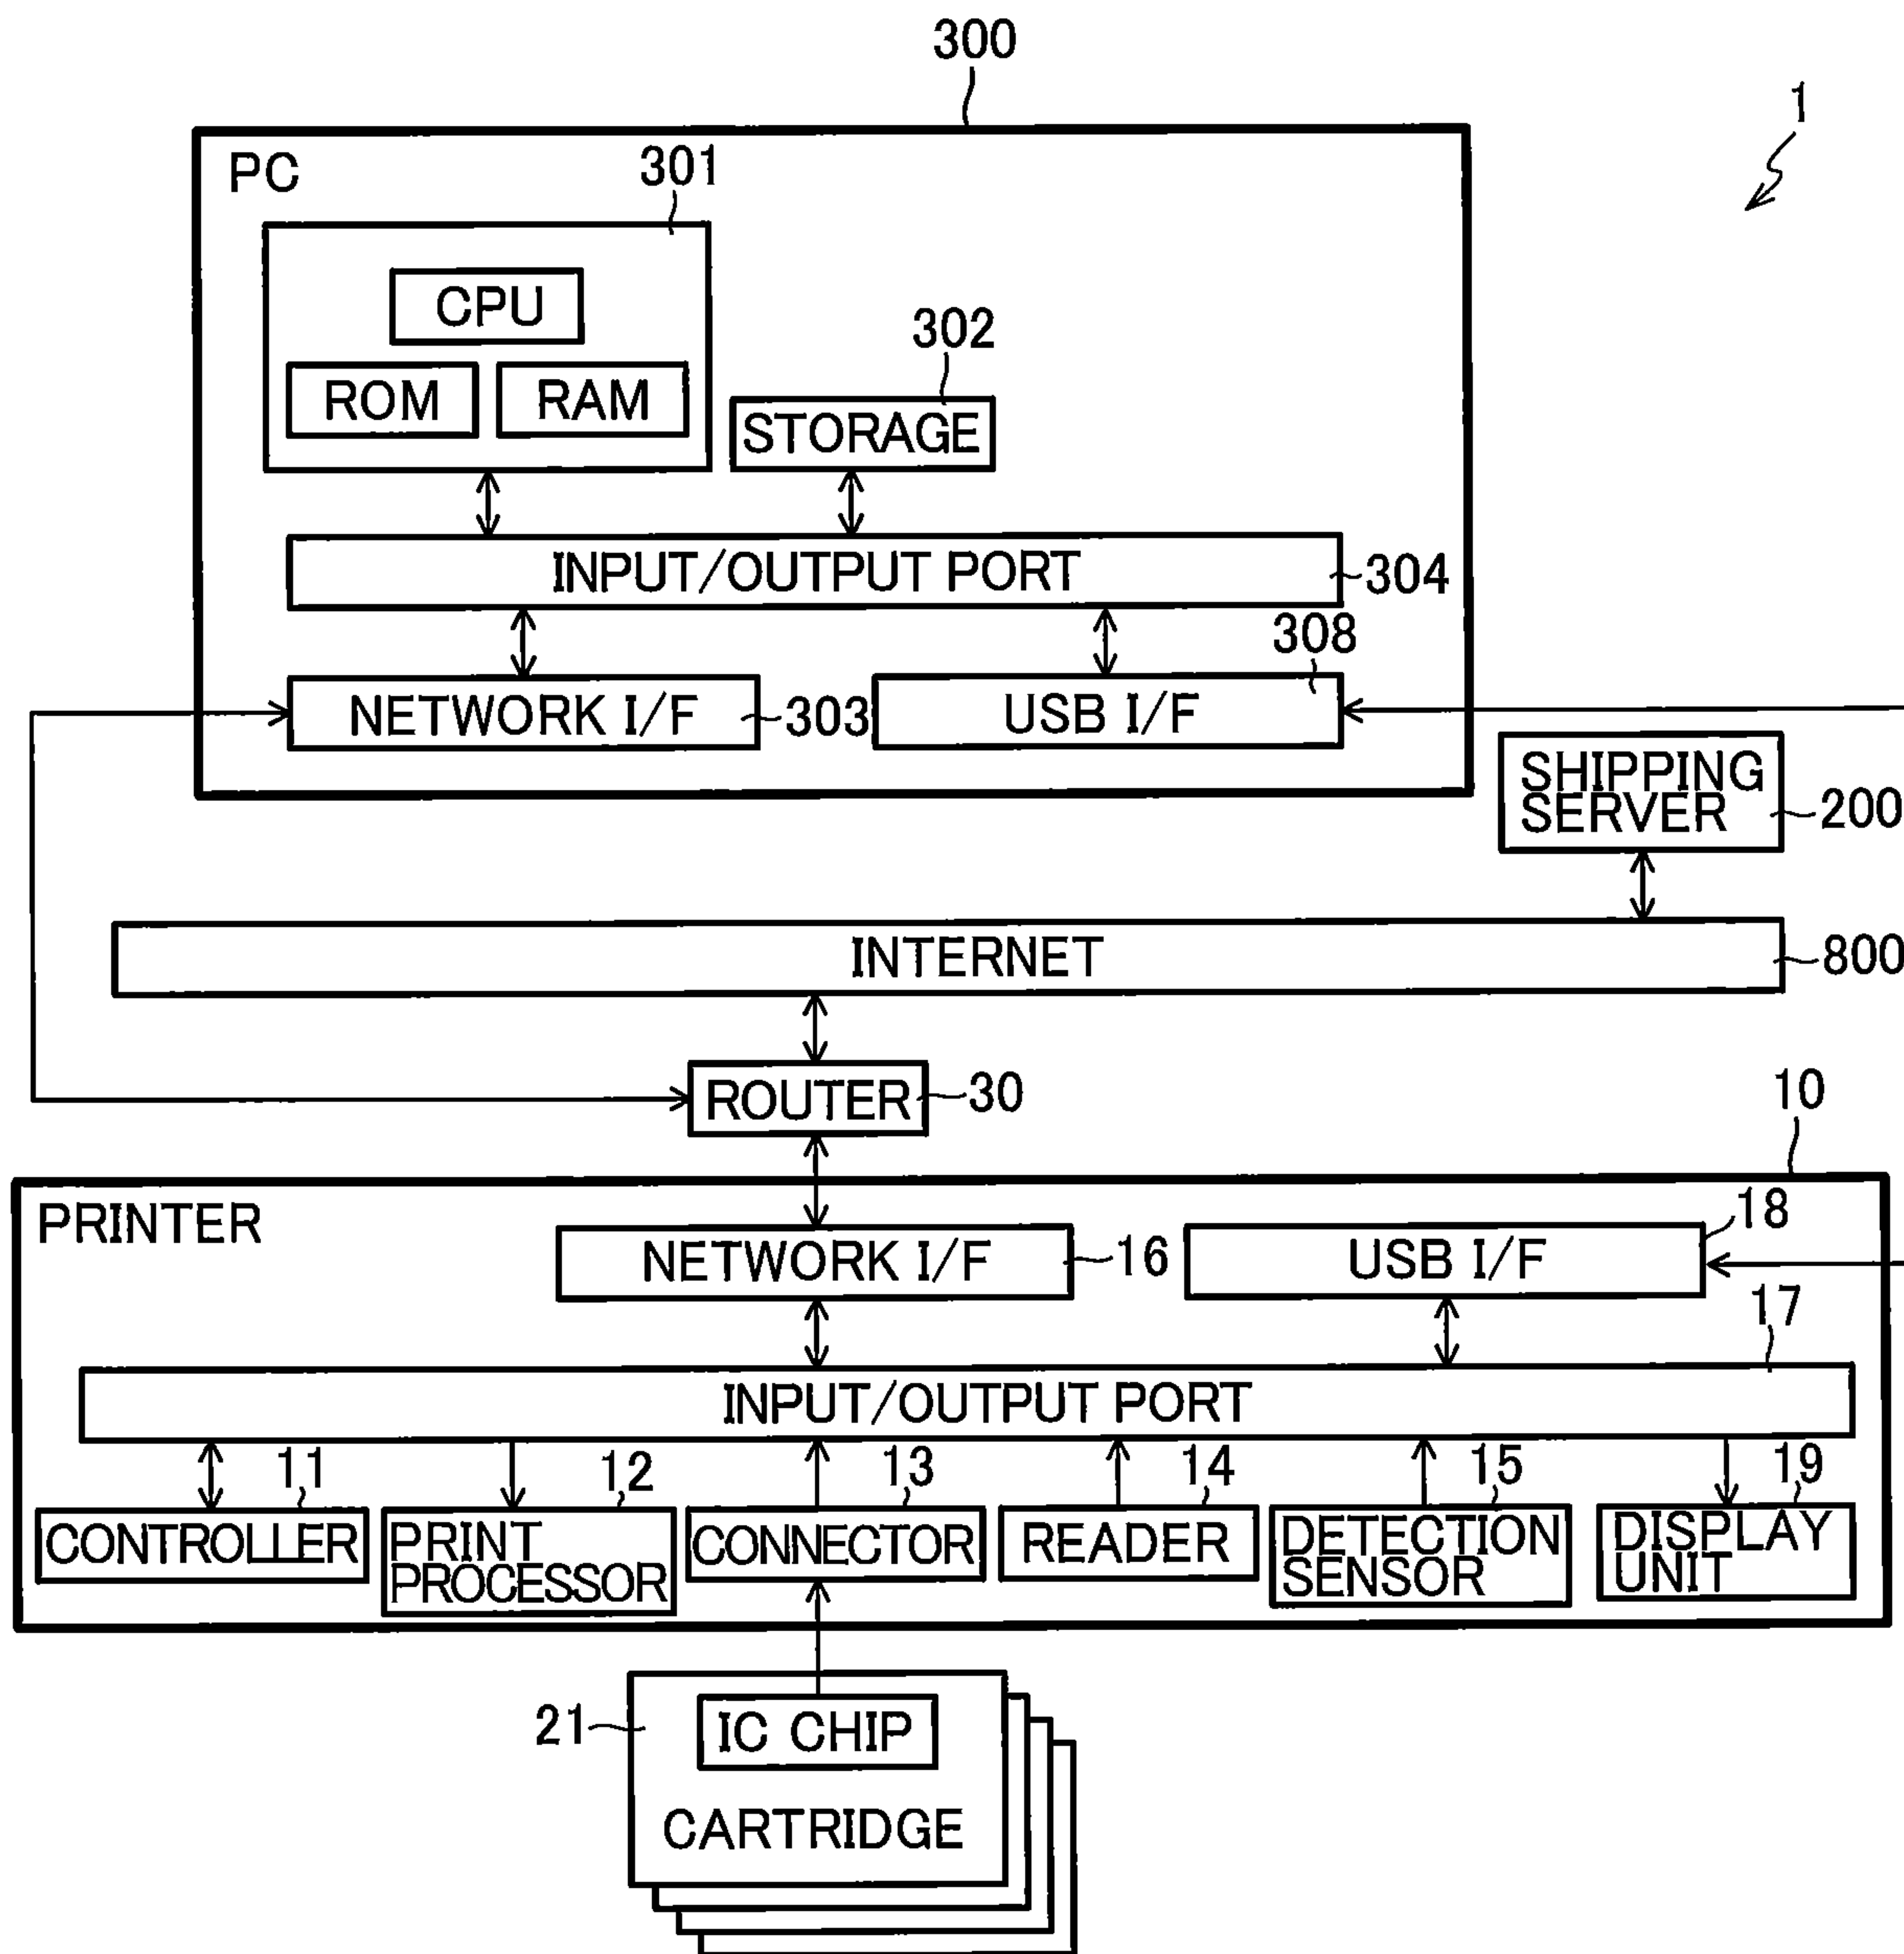 300
1
PC
301
CPU
302
ROM
RAM
STORAGE
INPUT/OUTPUT PORT
304
308
NETWORK I/F
303
USB I/F
SHIPPING
SERVER
200
INTERNET
800
ROUTER
30
10
PRINTER
18
NETWORK I/F
16
USB I/F
17
INPUT/OUTPUT PORT
11
12
13
14
15
19
CONTROLLER
PRINT
PROCESSOR
CONNECTOR
READER
DETECTION
SENSOR
DISPLAY
UNIT
21
IC CHIP
CARTRIDGE